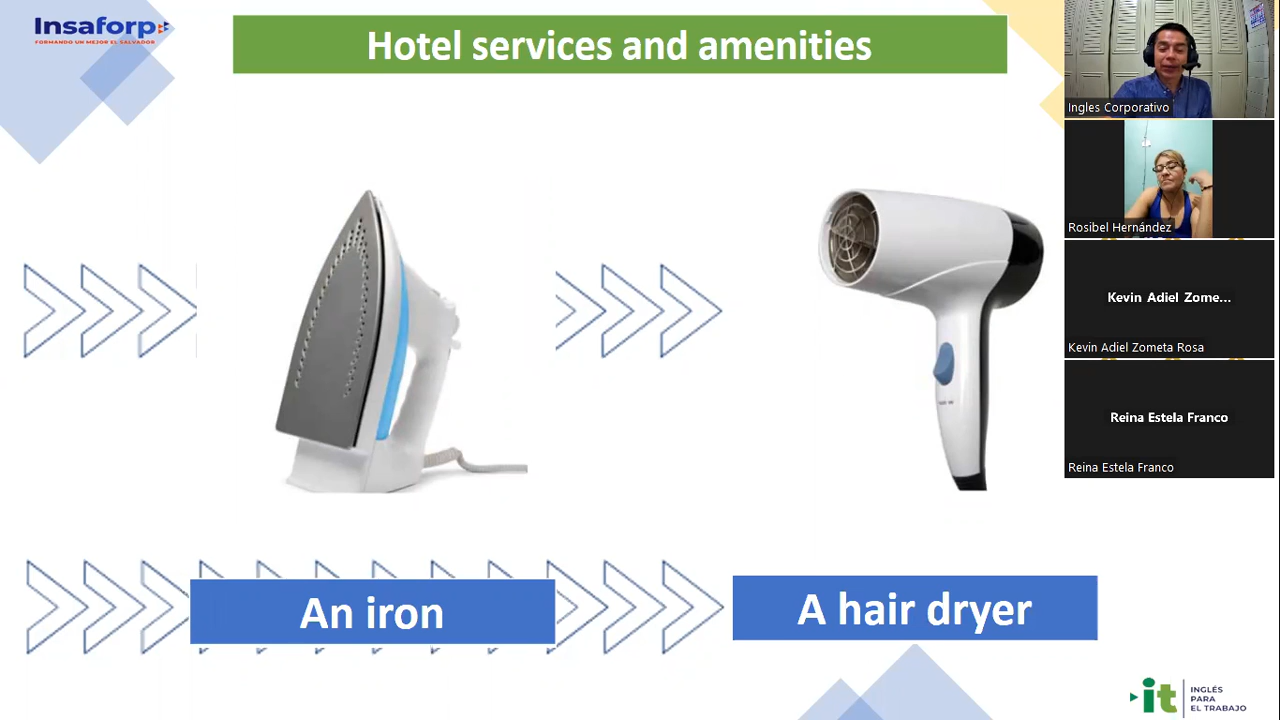 Insaforp
FORMANDO UN MEJOR EL SALVADOR
Hotel services and amenities
An iron
A hair dryer
Ingles Corporativo
Rosibel Hernández
Kevin Adiel Zome...
Kevin Adiel Zometa Rosa
Reina Estela Franco
Reina Estela Franco
it
INGLÉS
PARA
EL TRABAJO